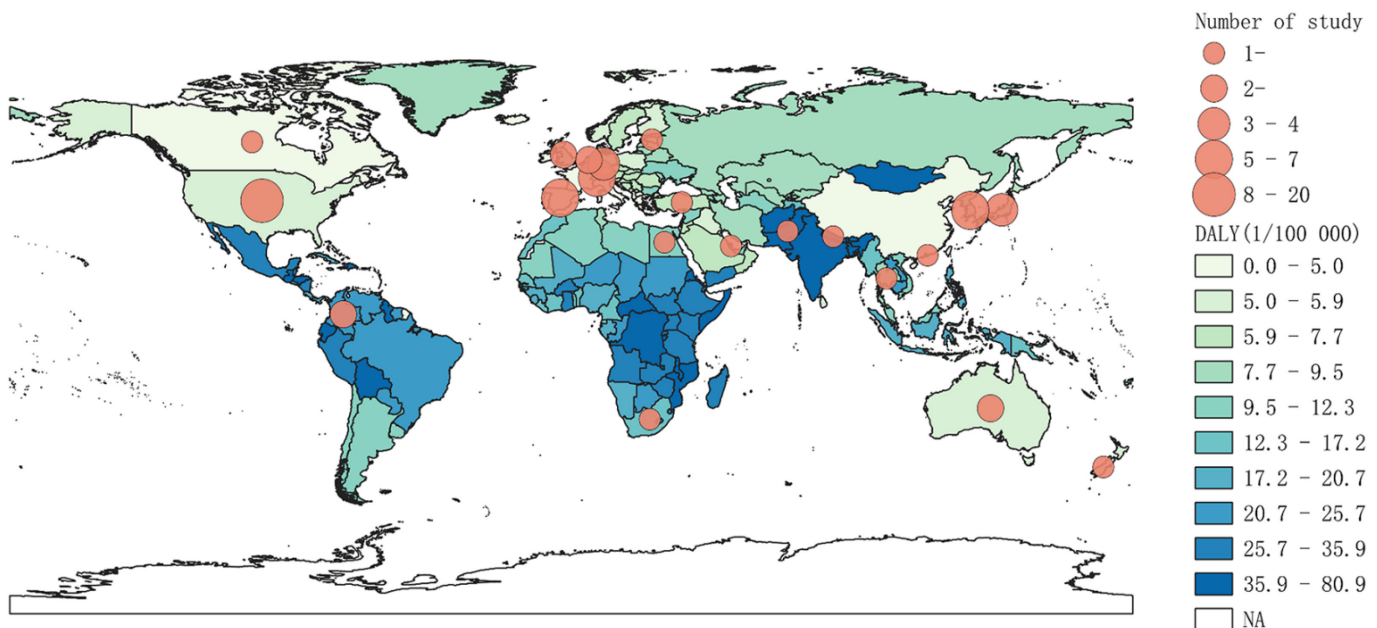 Number of study
1-
2-
3 - 4
5 - 7
8 - 20
DALY(1/100 000)
0.0 - 5.0
5.0 - 5.9
5.9 - 7.7
7.7 - 9.5
9.5 - 12.3
12.3 - 17.2
17.2 - 20.7
20.7 - 25.7
25.7 - 35.9
35.9 - 80.9
NA